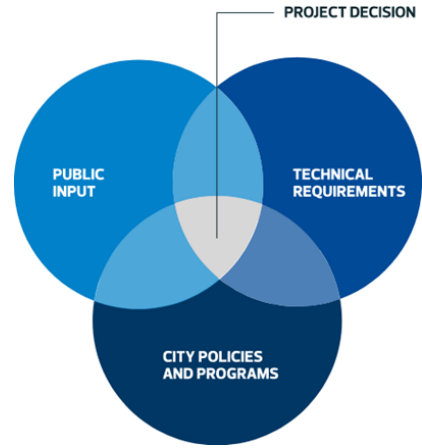 PROJECT DECISION
PUBLIC
INPUT
TECHNICAL
REQUIREMENTS
CITY POLICIES
AND PROGRAMS